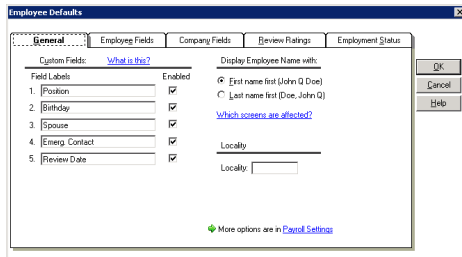 Employee Defaults
General Employee Fields Company Fields Review Ratings Employment Status
Custom Fields: What is this?
Field Labels Enabled
1. Position
2. Birthday
3. Spouse
4. Emerg. Contact
5. Review Date
Display Employee Name with:
First name first (John Q Doe)
Last name first (Doe, John Q)
Which screens are affected?
Locality
Locality:
More options are in Payroll Settings
OK
Cancel
Help